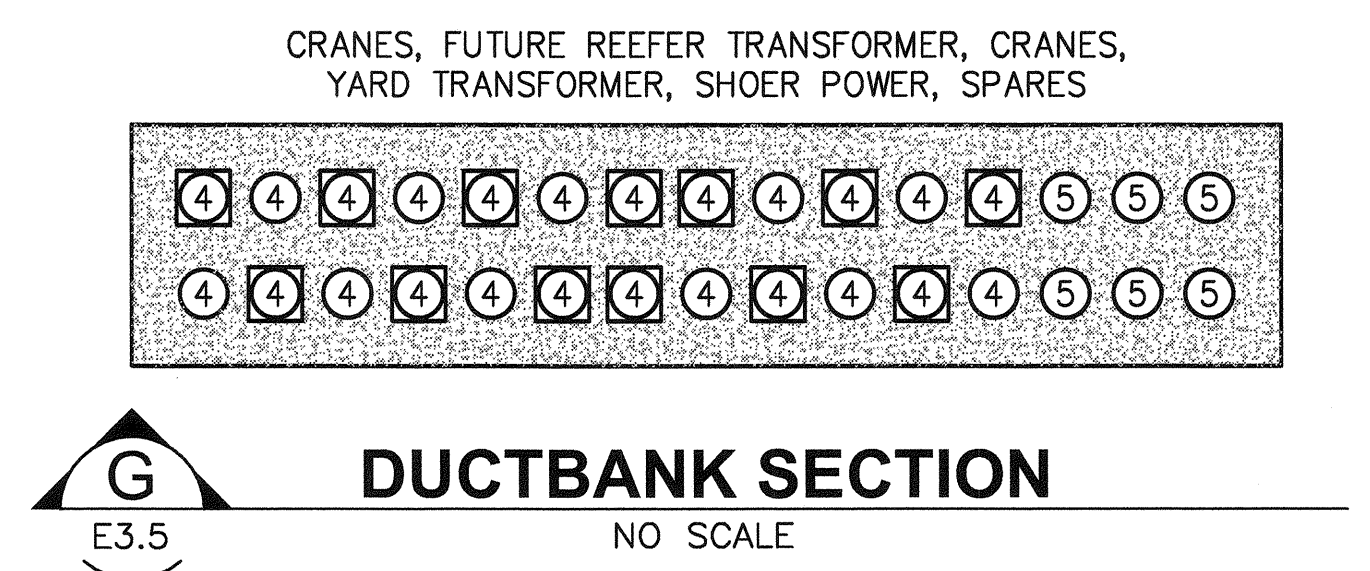 CRANES, FUTURE REEFER TRANSFORMER, CRANES,
YARD TRANSFORMER, SHOER POWER, SPARES
4 4 4 4 4 4 4 4 4 4 4 4 5 5 5
4 4 4 4 4 4 4 4 4 4 4 4 5 5 5
G DUCTBANK SECTION
E3.5 NO SCALE